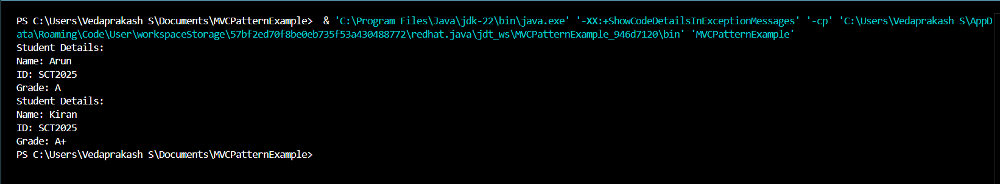 PS C:\Users\Vedaprakash S\Documents\MVCPatternExample>  & 'C:\Program Files\Java\jdk-22\bin\java.exe' '-XX:+ShowCodeDetailsInExceptionMessages' '-cp' 'C:\Users\Vedaprakash S\AppD
ata\Roaming\Code\User\workspaceStorage\57bf2ed70f8be0eb735f53a430488772\redhat.java\jdt_ws\MVCPatternExample_946d7120\bin' 'MVCPatternExample'
Student Details:
Name: Arun
ID: SCT2025
Grade: A
Student Details:
Name: Kiran
ID: SCT2025
Grade: A+
PS C:\Users\Vedaprakash S\Documents\MVCPatternExample>